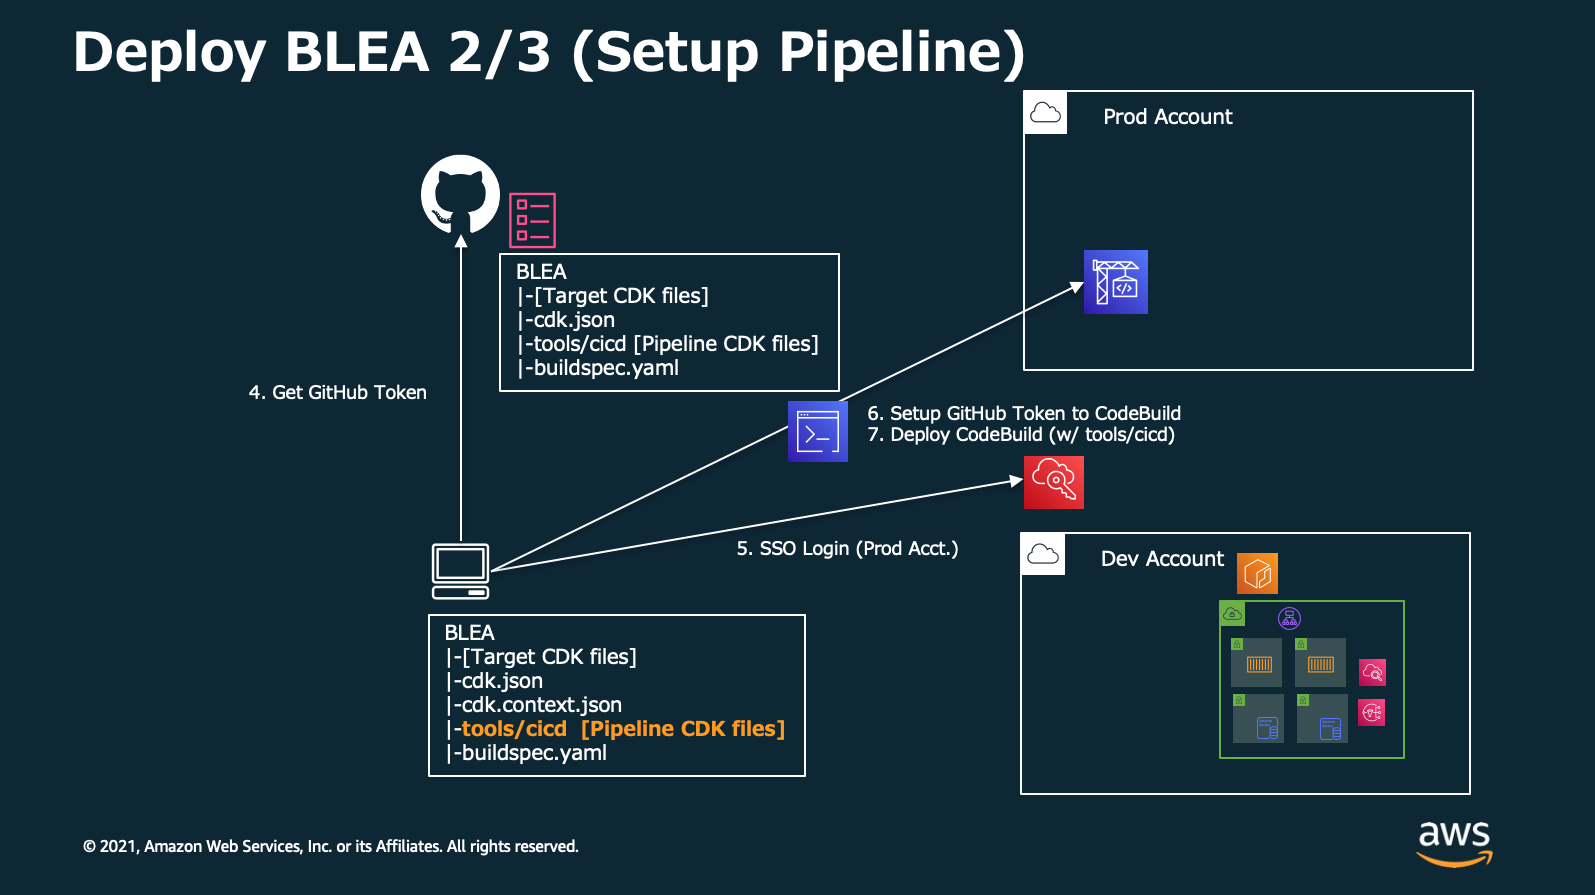 Deploy BLEA 2/3 (Setup Pipeline)
Prod Account
BLEA
|-[Target CDK files]
|-cdk.json
|-tools/cicd [Pipeline CDK files]
|-buildspec.yaml
4. Get GitHub Token
6. Setup GitHub Token to CodeBuild
7. Deploy CodeBuild (w/ tools/cicd)
5. SSO Login (Prod Acct.)
Dev Account
BLEA
|-[Target CDK files]
|-cdk.json
|-cdk.context.json
|-tools/cicd  [Pipeline CDK files]
|-buildspec.yaml
© 2021, Amazon Web Services, Inc. or its Affiliates. All rights reserved.
aws